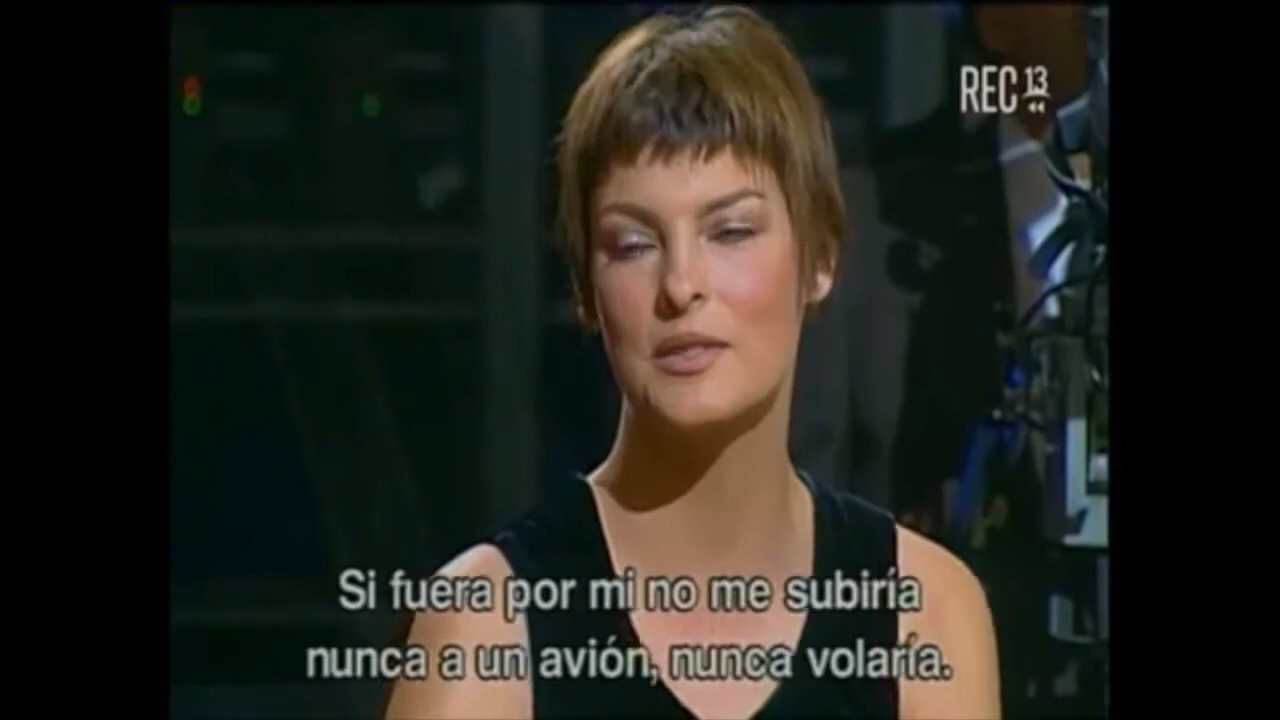 REC 13
Si fuera por mi no me subiría
nunca a un avión, nunca volaría.